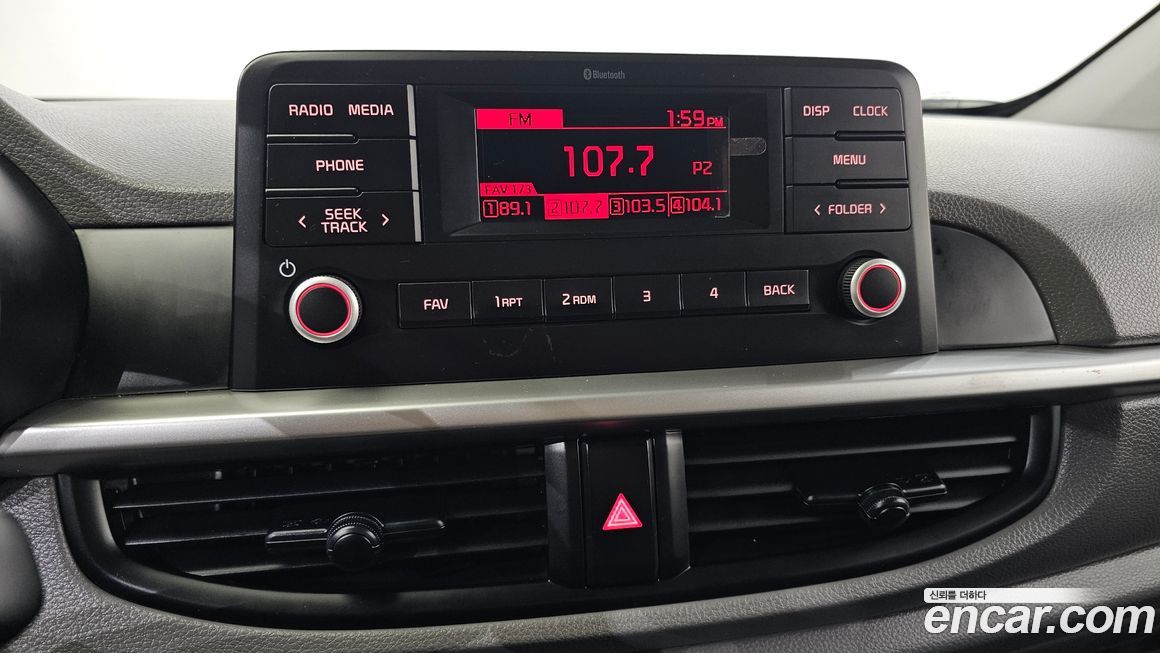 Bluetooth
RADIO MEDIA
PHONE
< SEEK TRACK >
FM 1:59 PM
107.7 P2
FAV 1/3
1 89.1 2 107.7 3 103.5 4 104.1
DISP CLOCK
MENU
< FOLDER >
FAV 1 RPT 2 RDM 3 4 BACK
신뢰를 더하다
encar.com